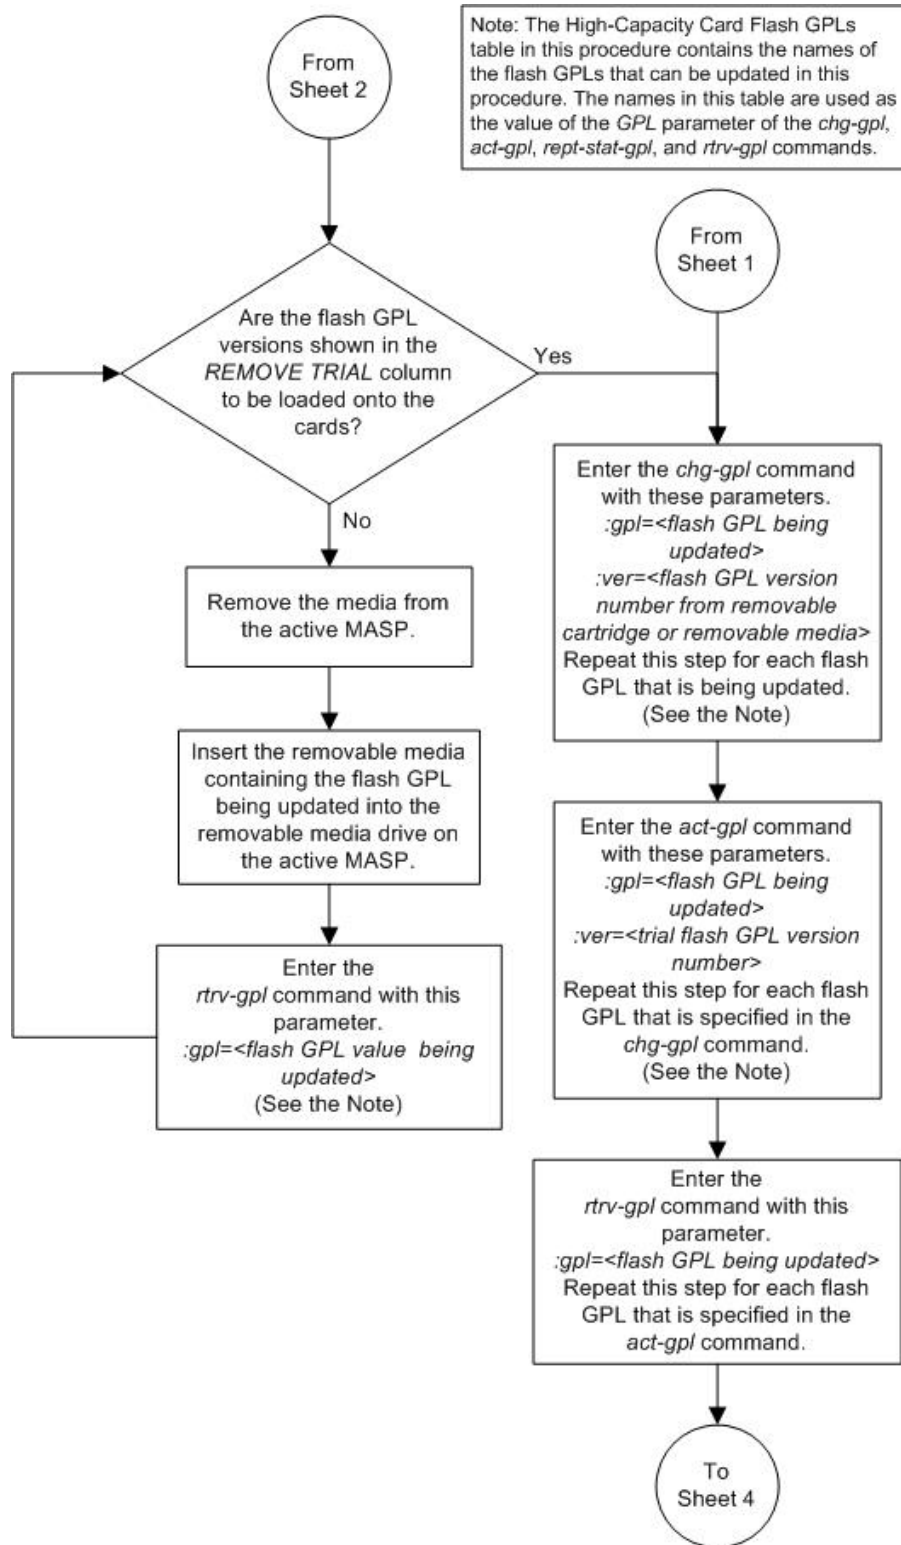 From
Sheet 2
Note: The High-Capacity Card Flash GPLs
table in this procedure contains the names of
the flash GPLs that can be updated in this
procedure. The names in this table are used as
the value of the GPL parameter of the chg-gpl,
act-gpl, rept-stat-gpl, and rtrv-gpl commands.
From
Sheet 1
Are the flash GPL
versions shown in the
REMOVE TRIAL column
to be loaded onto the
cards?
Yes
No
Remove the media from
the active MASP.
Insert the removable media
containing the flash GPL
being updated into the
removable media drive on
the active MASP.
Enter the
rtrv-gpl command with this
parameter.
:gpl=<flash GPL value being
updated>
(See the Note)
Enter the chg-gpl command
with these parameters.
:gpl=<flash GPL being
updated>
:ver=<flash GPL version
number from removable
cartridge or removable media>
Repeat this step for each flash
GPL that is being updated.
(See the Note)
Enter the act-gpl command
with these parameters.
:gpl=<flash GPL being
updated>
:ver=<trial flash GPL version
number>
Repeat this step for each flash
GPL that is specified in the
chg-gpl command.
(See the Note)
Enter the
rtrv-gpl command with this
parameter.
:gpl=<flash GPL being updated>
Repeat this step for each flash
GPL that is specified in the
act-gpl command.
To
Sheet 4